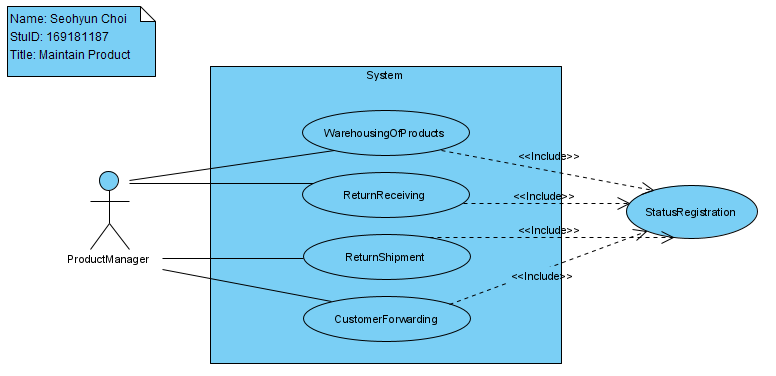 Name: Seohyun Choi
StuID: 169181187
Title: Maintain Product
System
WarehousingOfProducts
<<Include>>
ReturnReceiving
<<Include>>
StatusRegistration
<<Include>>
ReturnShipment
ProductManager
<<Include>>
CustomerForwarding